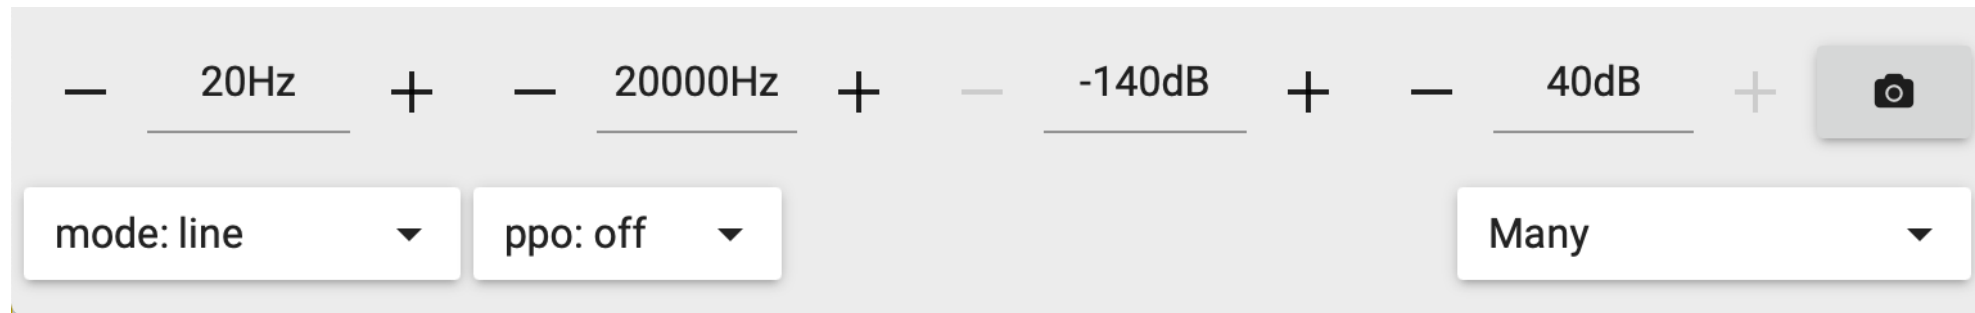 20Hz 20000Hz -140dB 40dB
mode: line ppo: off Many